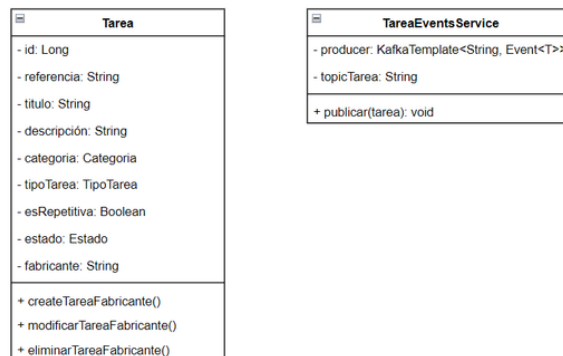 Tarea
- id: Long
- referencia: String
- titulo: String
- descripción: String
- categoria: Categoria
- tipoTarea: TipoTarea
- esRepetitiva: Boolean
- estado: Estado
- fabricante: String
+ createTareaFabricante()
+ modificarTareaFabricante()
+ eliminarTareaFabricante()
TareaEventsService
- producer: KafkaTemplate<String, Event<T>>
- topicTarea: String
+ publicar(tarea): void